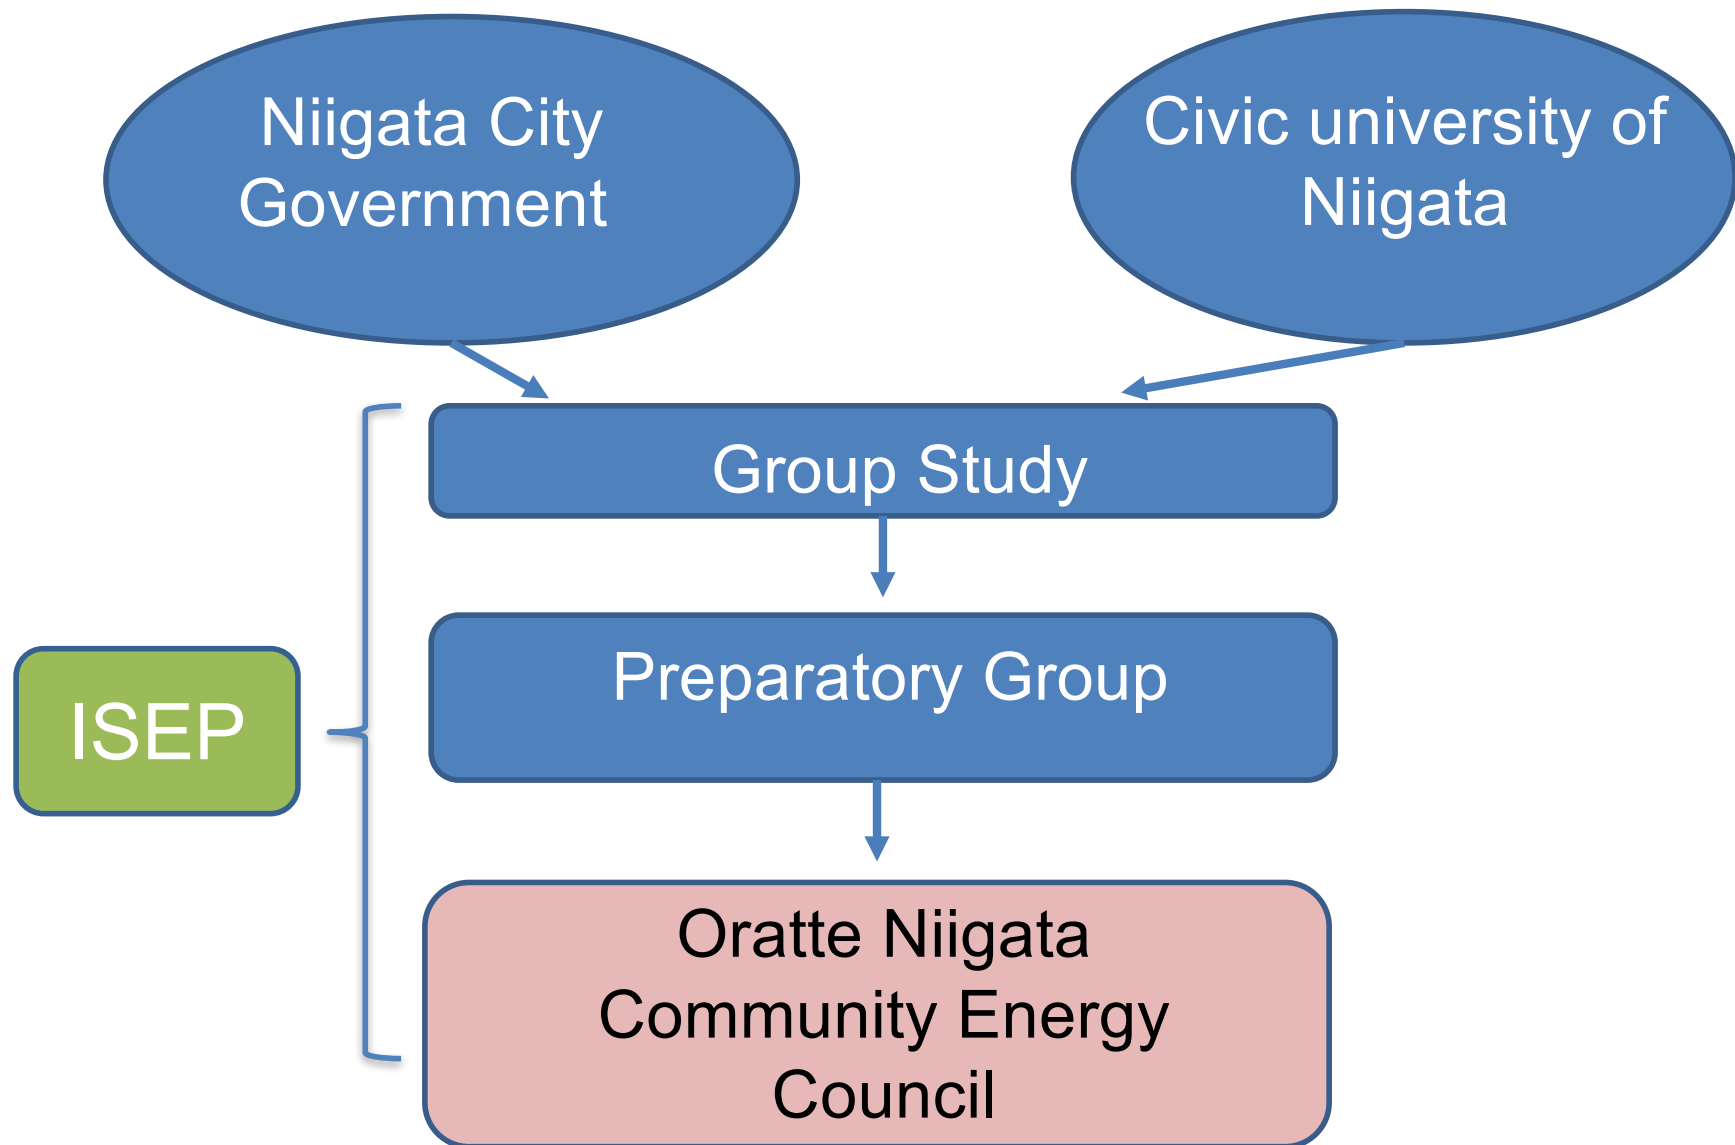 Niigata City
Government
Civic university of
Niigata
Group Study
Preparatory Group
ISEP
Oratte Niigata
Community Energy
Council